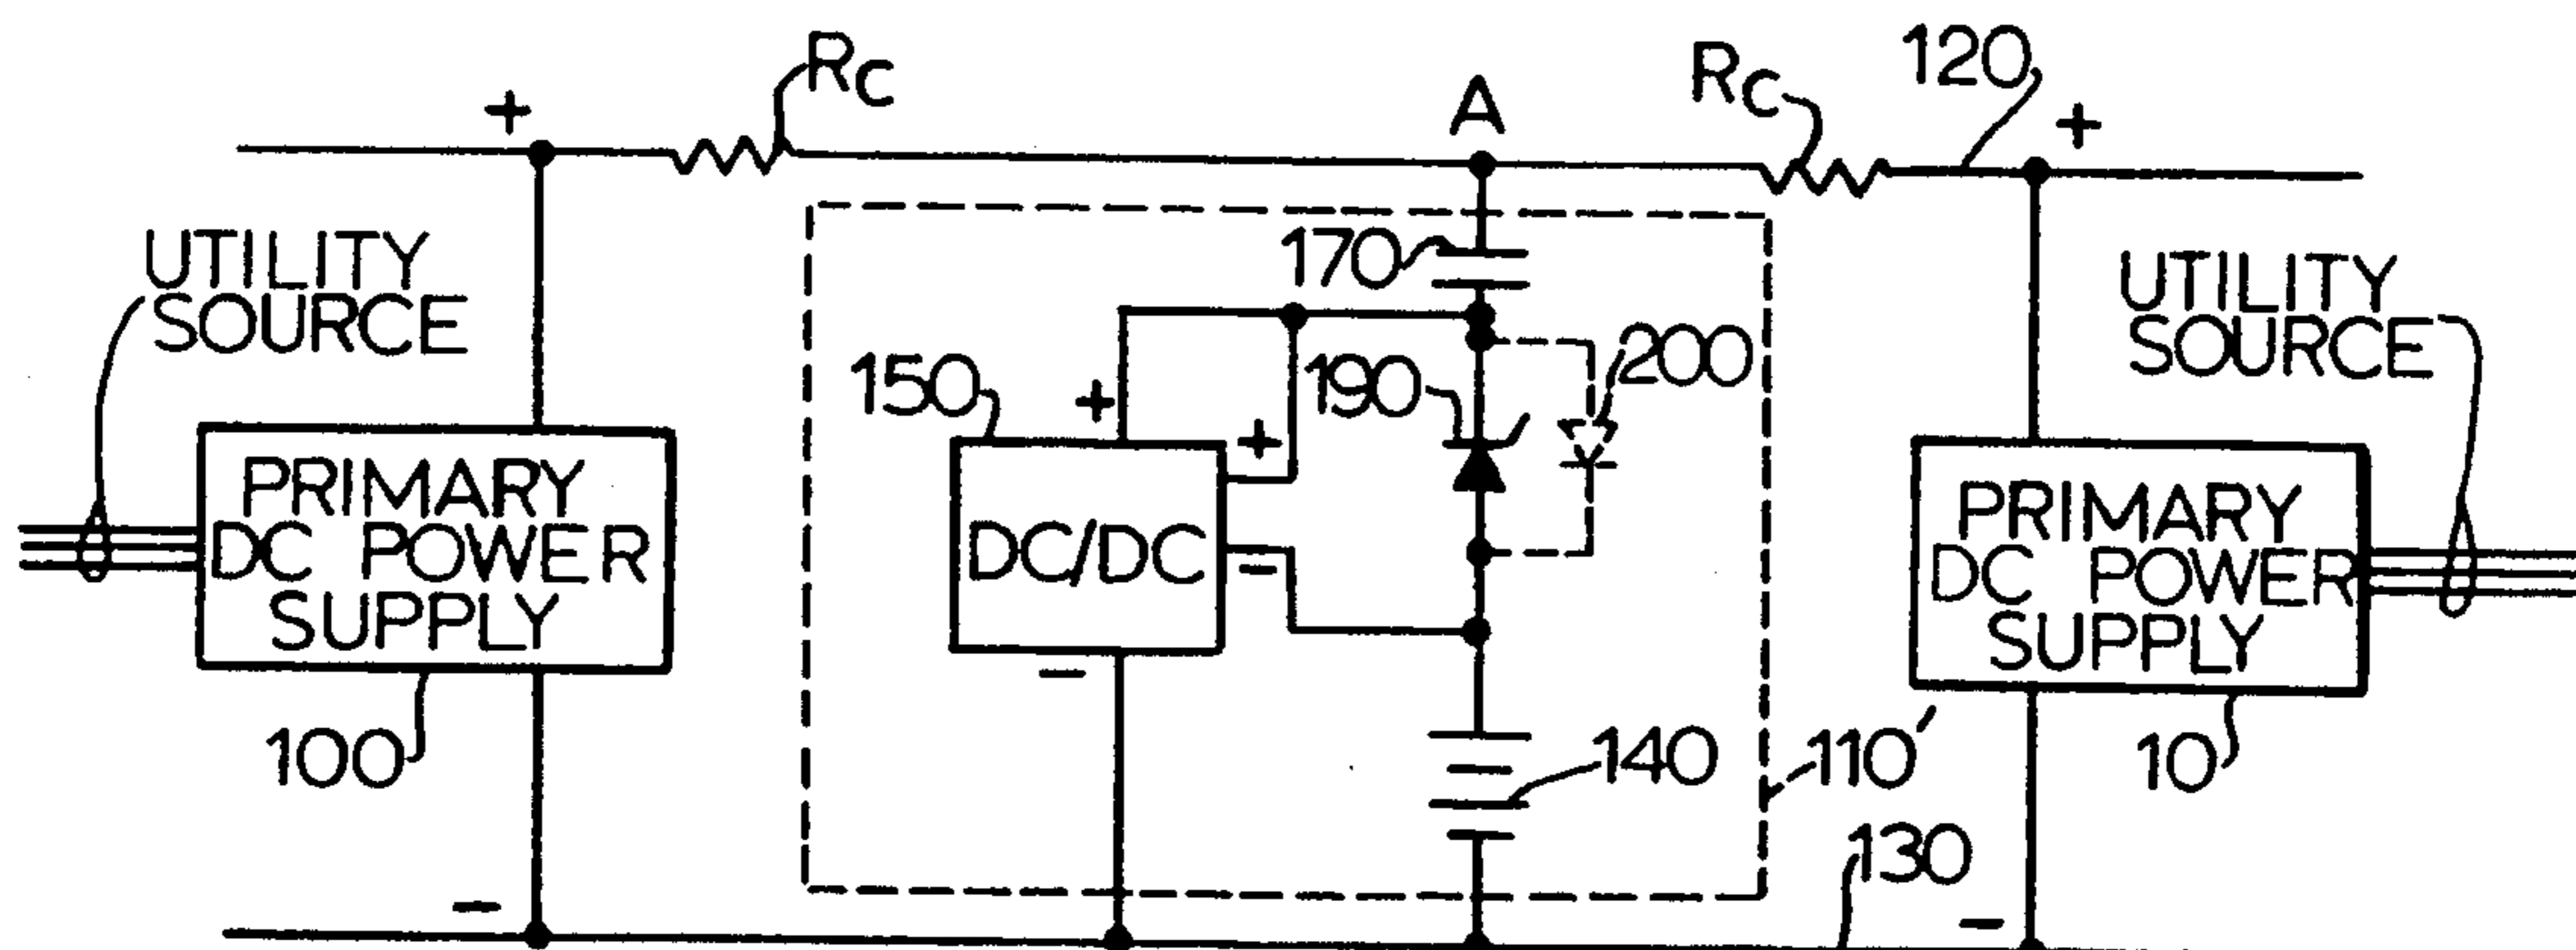 RC
A
RC
120
+
+
170
UTILITY
SOURCE
UTILITY
SOURCE
150
+
+
190
200
PRIMARY
DC POWER
SUPPLY
DC/DC
-
PRIMARY
DC POWER
SUPPLY
-
100
140
110'
10
130
-
-